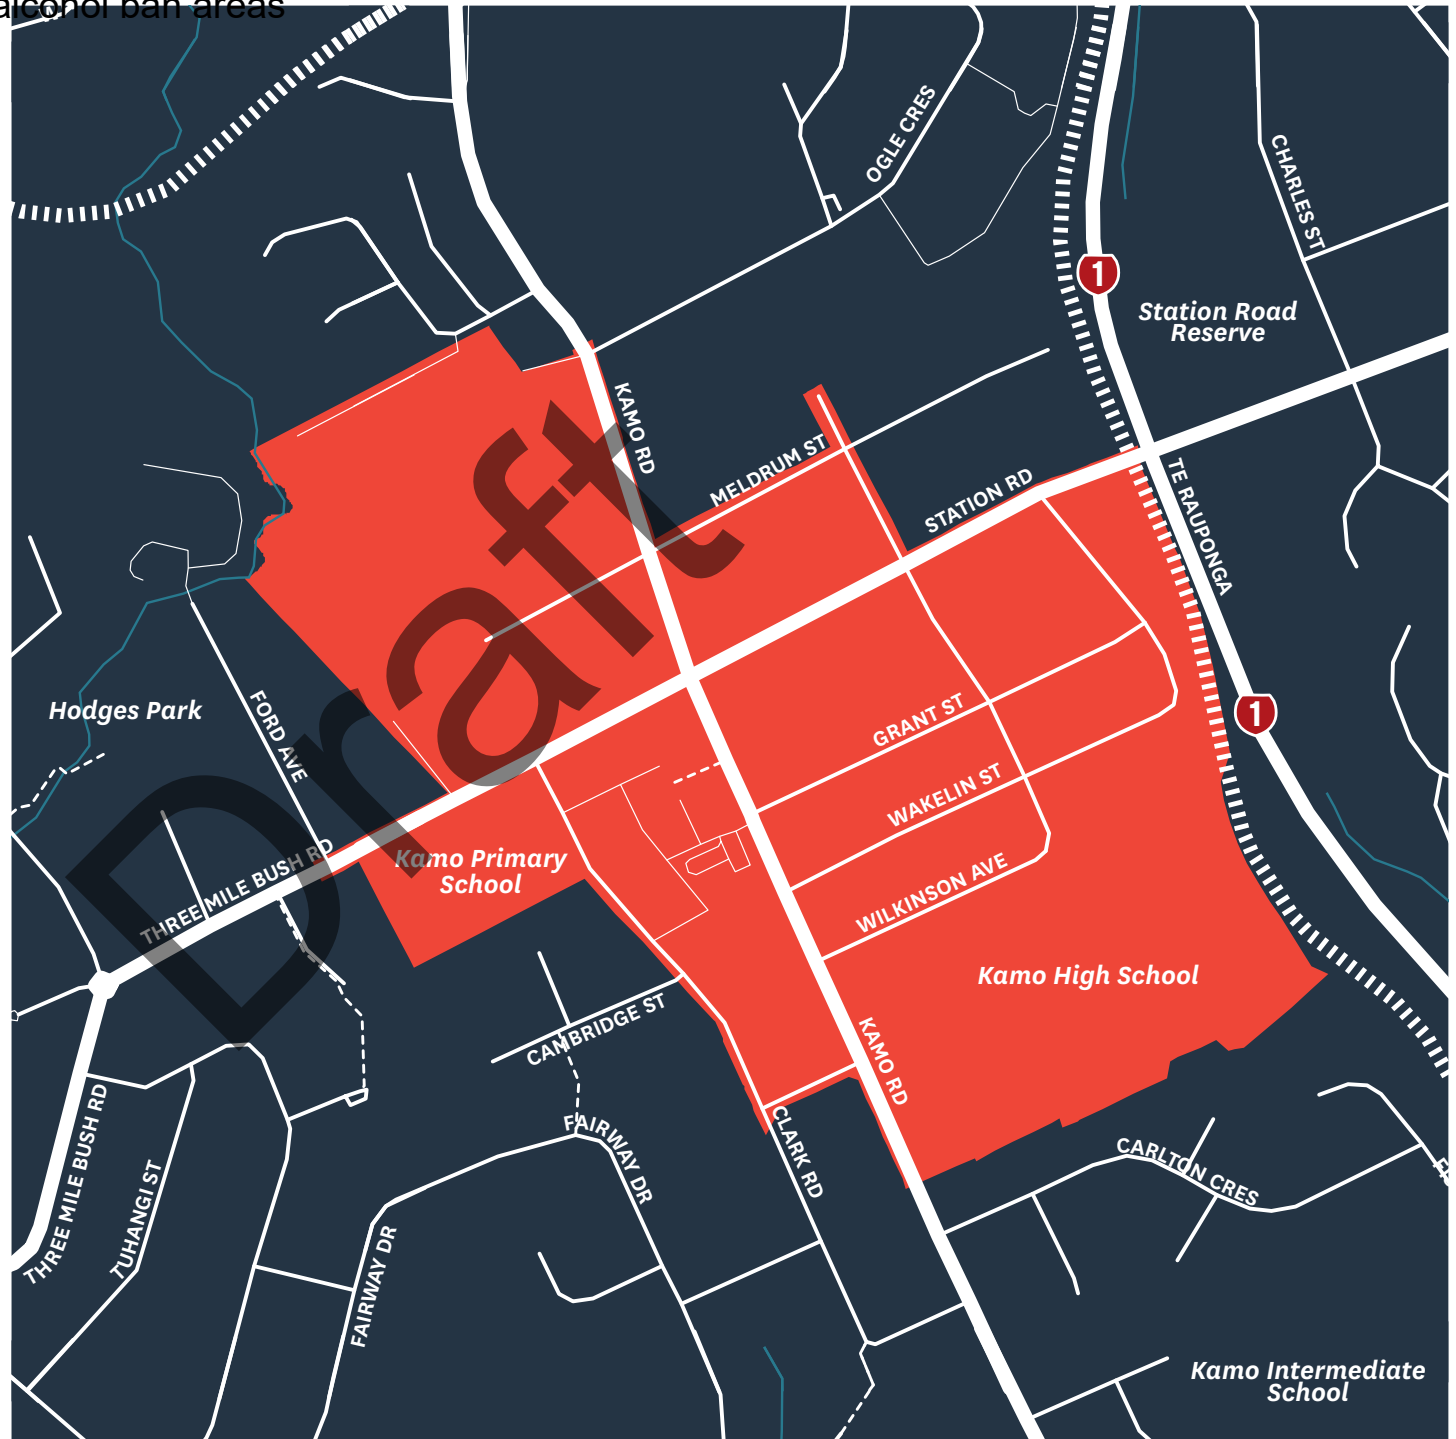 alcohol ban areas
OGLE CRES
CHARLES ST
1
Station Road
Reserve
KAMO RD
MELDRUM ST
STATION RD
TE RAUPONGA
Hodges Park
FORD AVE
1
GRANT ST
WAKELIN ST
Draft
THREE MILE BUSH RD
Kamo Primary
School
WILKINSON AVE
Kamo High School
CAMBRIDGE ST
KAMO RD
THREE MILE BUSH RD
TUHANGI ST
FAIRWAY DR
CLARK RD
CARLTON CRES
FAIRWAY DR
Kamo Intermediate
School